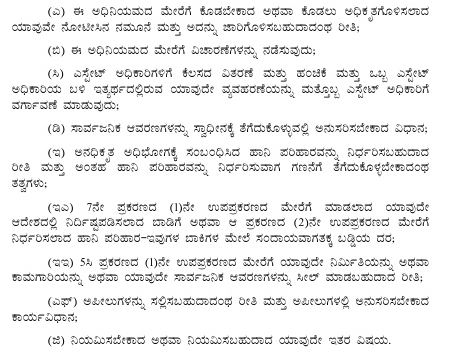 (ಎ) ಈ ಅಧಿನಿಯಮದ ಮೇರೆಗೆ ಕೊಡಬೇಕಾದ ಅಥವಾ ಕೊಡಲು ಅಧಿಕೃತಗೊಳಿಸಲಾದ
ಯಾವುವೇ ನೋಟೀಸಿನ ನಮೂನೆ ಮತ್ತು ಅದನ್ನು ಜಾರಿಗೊಳಿಸಬಹುದಾದಂಥ ರೀತಿ;
(ಬಿ) ಈ ಅಧಿನಿಯಮದ ಮೇರೆಗೆ ವಿಚಾರಣೆಗಳನ್ನು ನಡೆಸುವುದು;
(ಸಿ) ಎಸ್ಟೇಟ್ ಅಧಿಕಾರಿಗಳಿಗೆ ಕೆಲಸದ ವಿತರಣೆ ಮತ್ತು ಹಂಚಿಕೆ ಮತ್ತು ಒಬ್ಬ ಎಸ್ಟೇಟ್
ಅಧಿಕಾರಿಯ ಬಳಿ ಇತ್ಯರ್ಥದಲ್ಲಿರುವ ಯಾವುದೇ ವ್ಯವಹರಣೆಯನ್ನು ಮತ್ತೊಬ್ಬ ಎಸ್ಟೇಟ್ ಅಧಿಕಾರಿಗೆ
ವರ್ಗಾವಣೆ ಮಾಡುವುದು;
(ಡಿ) ಸಾರ್ವಜನಿಕ ಆವರಣಗಳನ್ನು ಸ್ವಾಧೀನಕ್ಕೆ ತೆಗೆದುಕೊಳ್ಳುವಲ್ಲಿ ಅನುಸರಿಸಬೇಕಾದ ವಿಧಾನ;
(ಇ) ಅನಧಿಕೃತ ಅಧಿಭೋಗಕ್ಕೆ ಸಂಬಂಧಿಸಿದ ಹಾನಿ ಪರಿಹಾರವನ್ನು ನಿರ್ಧರಿಸಬಹುದಾದ
ರೀತಿ ಮತ್ತು ಅಂತಹ ಹಾನಿ ಪರಿಹಾರವನ್ನು ನಿರ್ಧರಿಸುವಾಗ ಗಣನೆಗೆ ತೆಗೆದುಕೊಳ್ಳಬೇಕಾದಂಥ
ತತ್ವಗಳು;
(ಇಎ) 7ನೇ ಪ್ರಕರಣದ (1)ನೇ ಉಪಪ್ರಕರಣದ ಮೇರೆಗೆ ಮಾಡಲಾದ ಯಾವುದೇ
ಆದೇಶದಲ್ಲಿ ನಿರ್ದಿಷ್ಟಪಡಿಸಲಾದ ಬಾಡಿಗೆ ಅಥವಾ ಆ ಪ್ರಕರಣದ (2)ನೇ ಉಪಪ್ರಕರಣದ ಮೇರೆಗೆ
ನಿರ್ಧರಿಸಲಾದ ಹಾನಿ ಪರಿಹಾರ-ಇವುಗಳ ಬಾಕಿಗಳ ಮೇಲೆ ಸಂದಾಯವಾಗತಕ್ಕ ಬಡ್ಡಿಯ ದರ;
(ಇಇ) 5ಸಿ ಪ್ರಕರಣದ (1)ನೇ ಉಪಪ್ರಕರಣದ ಮೇರೆಗೆ ಯಾವುದೇ ನಿರ್ಮಿತಿಯನ್ನು ಅಥವಾ
ಕಾಮಗಾರಿಯನ್ನು ಅಥವಾ ಯಾವುದೇ ಸಾರ್ವಜನಿಕ ಆವರಣಗಳನ್ನು ಸೀಲ್ ಮಾಡಬಹುದಾದ ರೀತಿ;
(ಎಫ್) ಅಪೀಲುಗಳನ್ನು ಸಲ್ಲಿಸಬಹುದಾದಂಥ ರೀತಿ ಮತ್ತು ಅಪೀಲುಗಳಲ್ಲಿ ಅನುಸರಿಸಬೇಕಾದ
ಕಾರ್ಯವಿಧಾನ;
(ಜಿ) ನಿಯಮಿಸಬೇಕಾದ ಅಥವಾ ನಿಯಮಿಸಬಹುದಾದ ಯಾವುದೇ ಇತರ ವಿಷಯ.